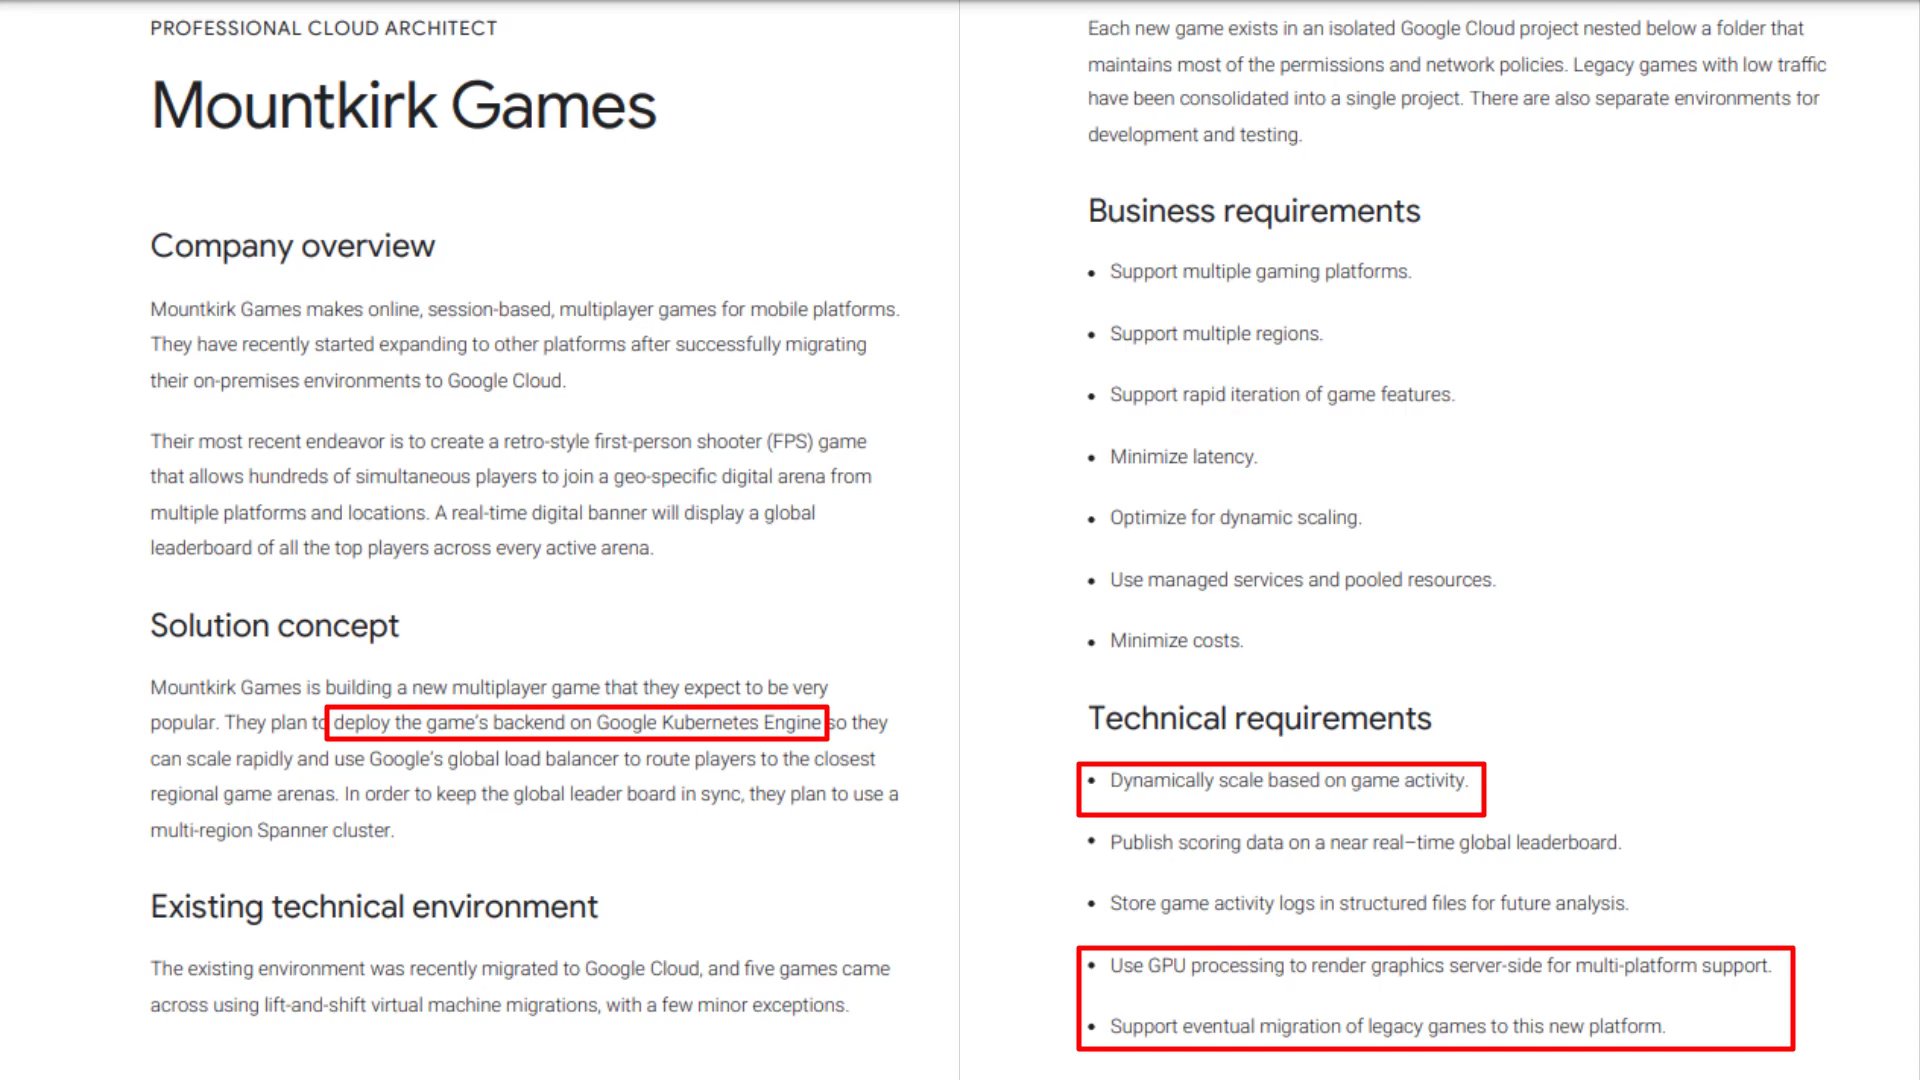 PROFESSIONAL CLOUD ARCHITECT
Mountkirk Games
Company overview
Mountkirk Games makes online, session-based, multiplayer games for mobile platforms.
They have recently started expanding to other platforms after successfully migrating
their on-premises environments to Google Cloud.
Their most recent endeavor is to create a retro-style first-person shooter (FPS) game
that allows hundreds of simultaneous players to join a geo-specific digital arena from
multiple platforms and locations. A real-time digital banner will display a global
leaderboard of all the top players across every active arena.
Solution concept
Mountkirk Games is building a new multiplayer game that they expect to be very
popular. They plan to deploy the game's backend on Google Kubernetes Engine so they
can scale rapidly and use Google's global load balancer to route players to the closest
regional game arenas. In order to keep the global leader board in sync, they plan to use a
multi-region Spanner cluster.
Existing technical environment
The existing environment was recently migrated to Google Cloud, and five games came
across using lift-and-shift virtual machine migrations, with a few minor exceptions.
Each new game exists in an isolated Google Cloud project nested below a folder that
maintains most of the permissions and network policies. Legacy games with low traffic
have been consolidated into a single project. There are also separate environments for
development and testing.
Business requirements
• Support multiple gaming platforms.
• Support multiple regions.
• Support rapid iteration of game features.
• Minimize latency.
• Optimize for dynamic scaling.
• Use managed services and pooled resources.
• Minimize costs.
Technical requirements
• Dynamically scale based on game activity.
• Publish scoring data on a near real–time global leaderboard.
• Store game activity logs in structured files for future analysis.
• Use GPU processing to render graphics server-side for multi-platform support.
• Support eventual migration of legacy games to this new platform.